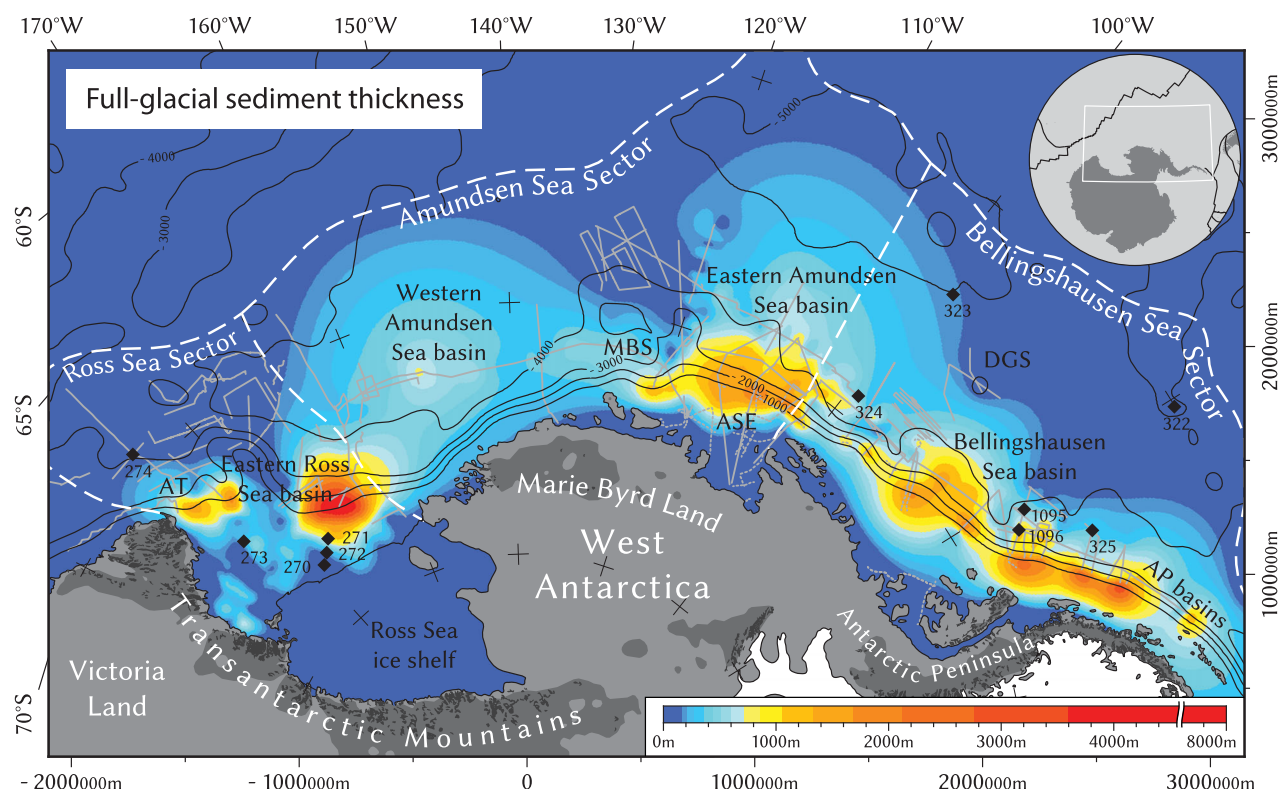 170°W 160°W 150°W 140°W 130°W 120°W 110°W 100°W
Full-glacial sediment thickness
- 4000
- 3000
- 5000
60°S
65°S
70°S
3000000m
2000000m
1000000m
Amundsen Sea Sector
Bellingshausen Sea Sector
Ross Sea Sector
Western
Amundsen
Sea basin
Eastern Amundsen
Sea basin
323
MBS
- 4000
- 3000
- 2000
- 1000
DGS
324
322
ASE
274
AT
Eastern Ross
Sea basin
Bellingshausen
Sea basin
271
272
273
270
1095
1096
325
AP basins
Marie Byrd Land
West
Antarctica
Ross Sea
ice shelf
Victoria
Land
Transantarctic Mountains
Antarctic Peninsula
0m 1000m 2000m 3000m 4000m 8000m
- 2000000m - 1000000m 0 1000000m 2000000m 3000000m